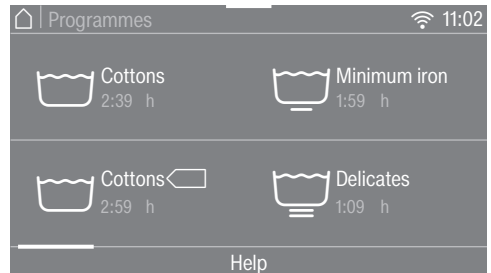 Programmes
11:02
Cottons
2:39 h
Minimum iron
1:59 h
Cottons
2:59 h
Delicates
1:09 h
Help